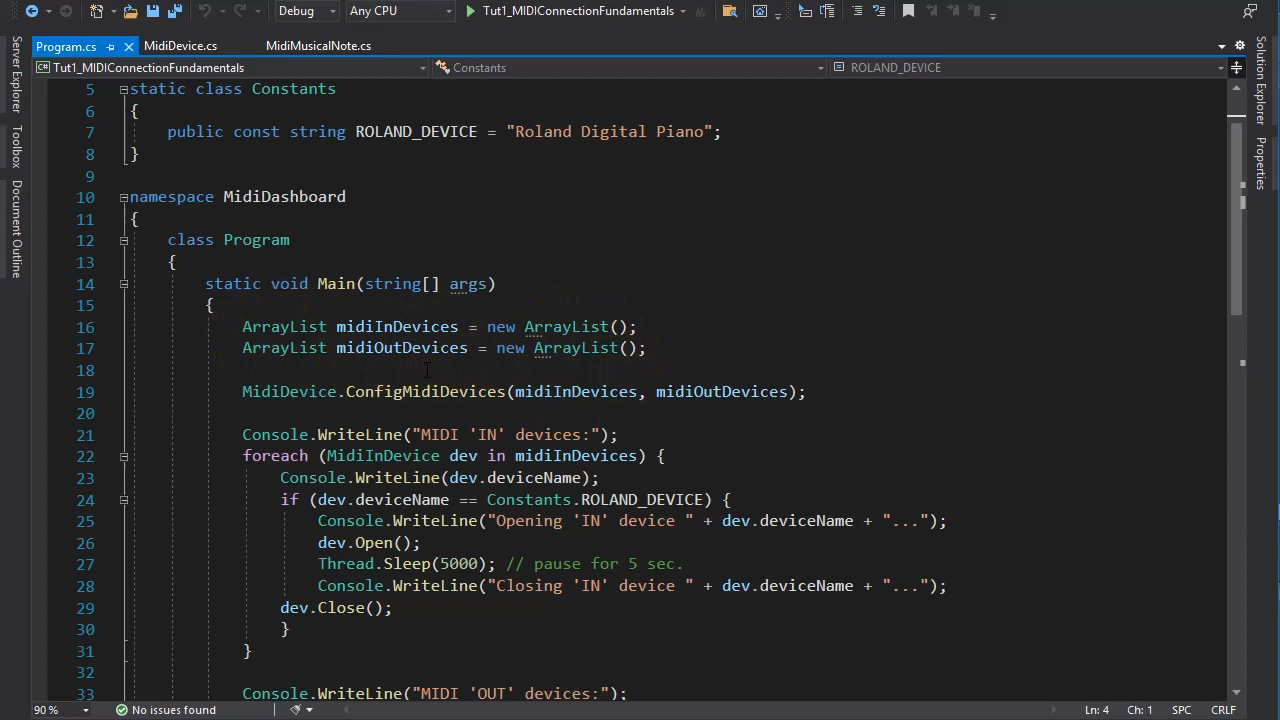 Debug
Any CPU
Tut1_MIDIConnectionFundamentals
Program.cs
MidiDevice.cs
MidiMusicalNote.cs
Tut1_MIDIConnectionFundamentals
Constants
ROLAND_DEVICE
Server Explorer
Toolbox
Document Outline
Solution Explorer
Properties
5 static class Constants
6 {
7 public const string ROLAND_DEVICE = "Roland Digital Piano";
8 }
9
10 namespace MidiDashboard
11 {
12 class Program
13 {
14 static void Main(string[] args)
15 {
16 ArrayList midiInDevices = new ArrayList();
17 ArrayList midiOutDevices = new ArrayList();
18
19 MidiDevice.ConfigMidiDevices(midiInDevices, midiOutDevices);
20
21 Console.WriteLine("MIDI 'IN' devices:");
22 foreach (MidiInDevice dev in midiInDevices) {
23 Console.WriteLine(dev.deviceName);
24 if (dev.deviceName == Constants.ROLAND_DEVICE) {
25 Console.WriteLine("Opening 'IN' device " + dev.deviceName + "...");
26 dev.Open();
27 Thread.Sleep(5000); // pause for 5 sec.
28 Console.WriteLine("Closing 'IN' device " + dev.deviceName + "...");
29 dev.Close();
30 }
31 }
32
33 Console.WriteLine("MIDI 'OUT' devices:");
90 %
No issues found
Ln: 4
Ch: 1
SPC
CRLF